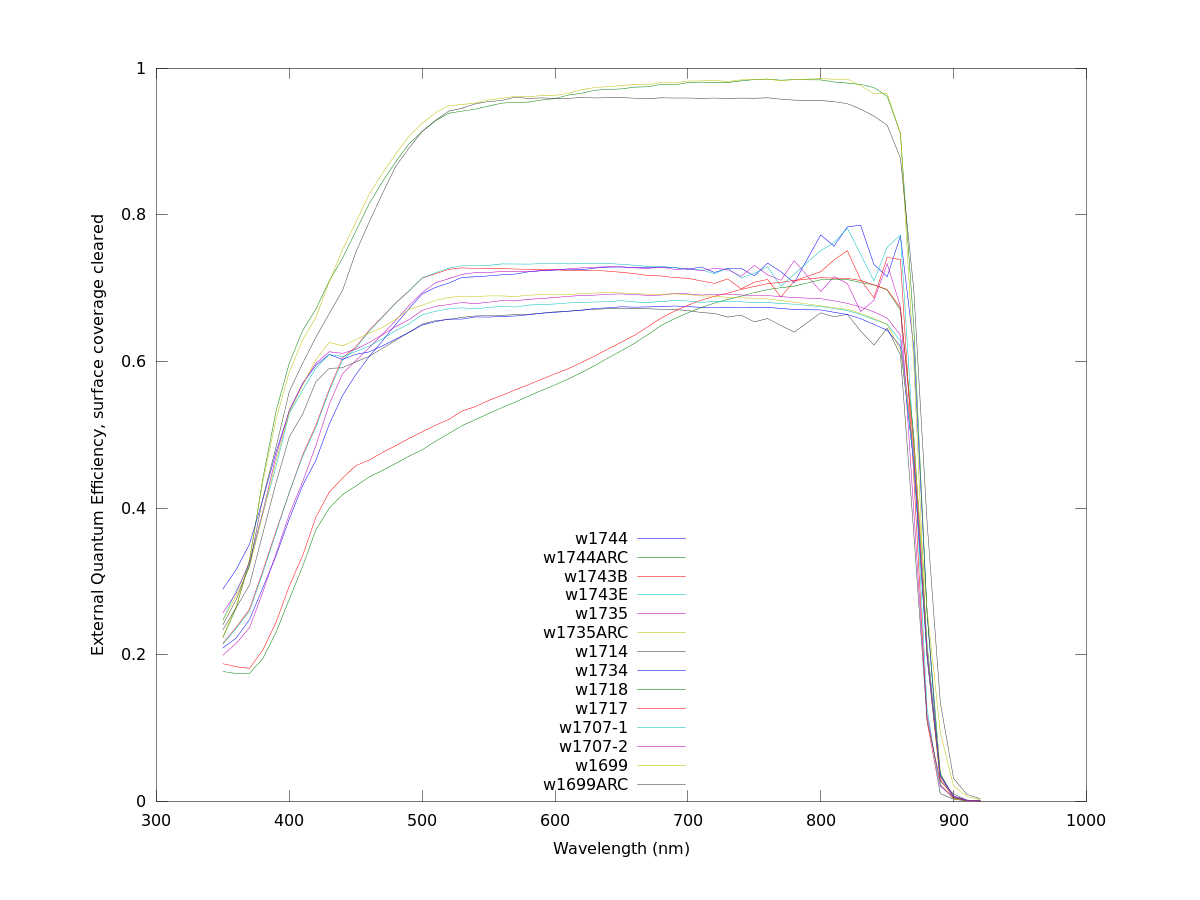 1
0.8
0.6
0.4
0.2
0
External Quantum Efficiency, surface coverage cleared
w1744
w1744ARC
w1743B
w1743E
w1735
w1735ARC
w1714
w1734
w1718
w1717
w1707-1
w1707-2
w1699
w1699ARC
300 400 500 600 700 800 900 1000
Wavelength (nm)